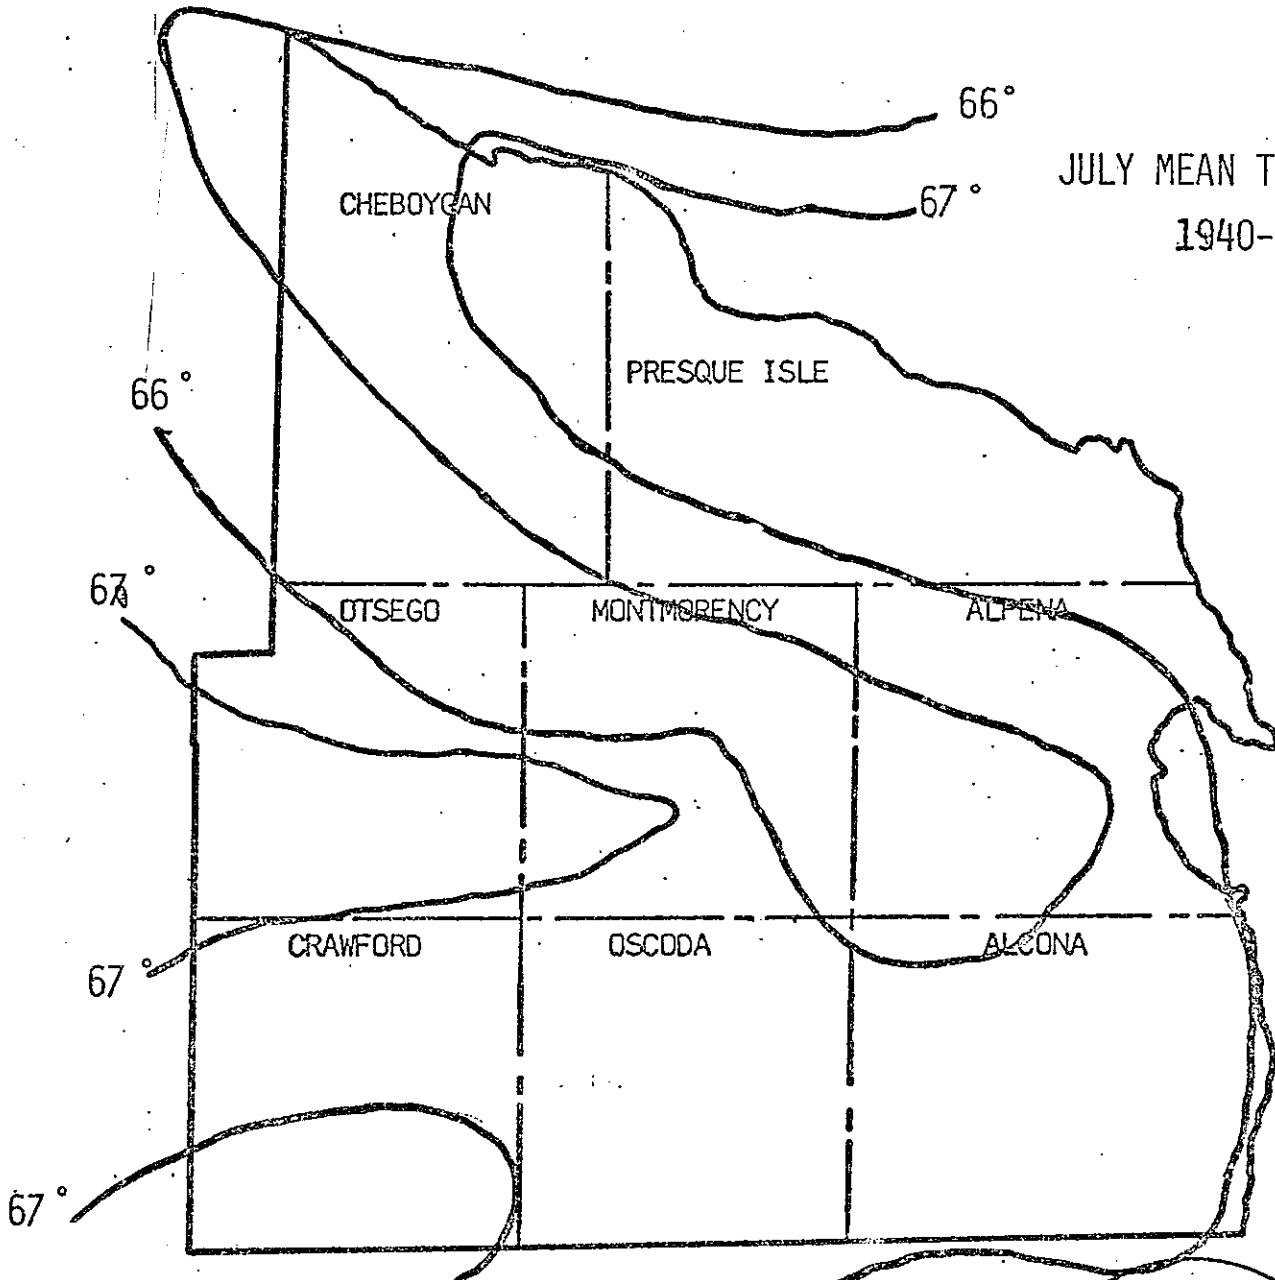 66°
JULY MEAN T
67°
1940-
CHEBOYGAN
PRESQUE ISLE
66°
67°
OTSEGO
MONTMORENCY
ALPENA
CRAWFORD
OSCODA
ALCONA
67°
67°